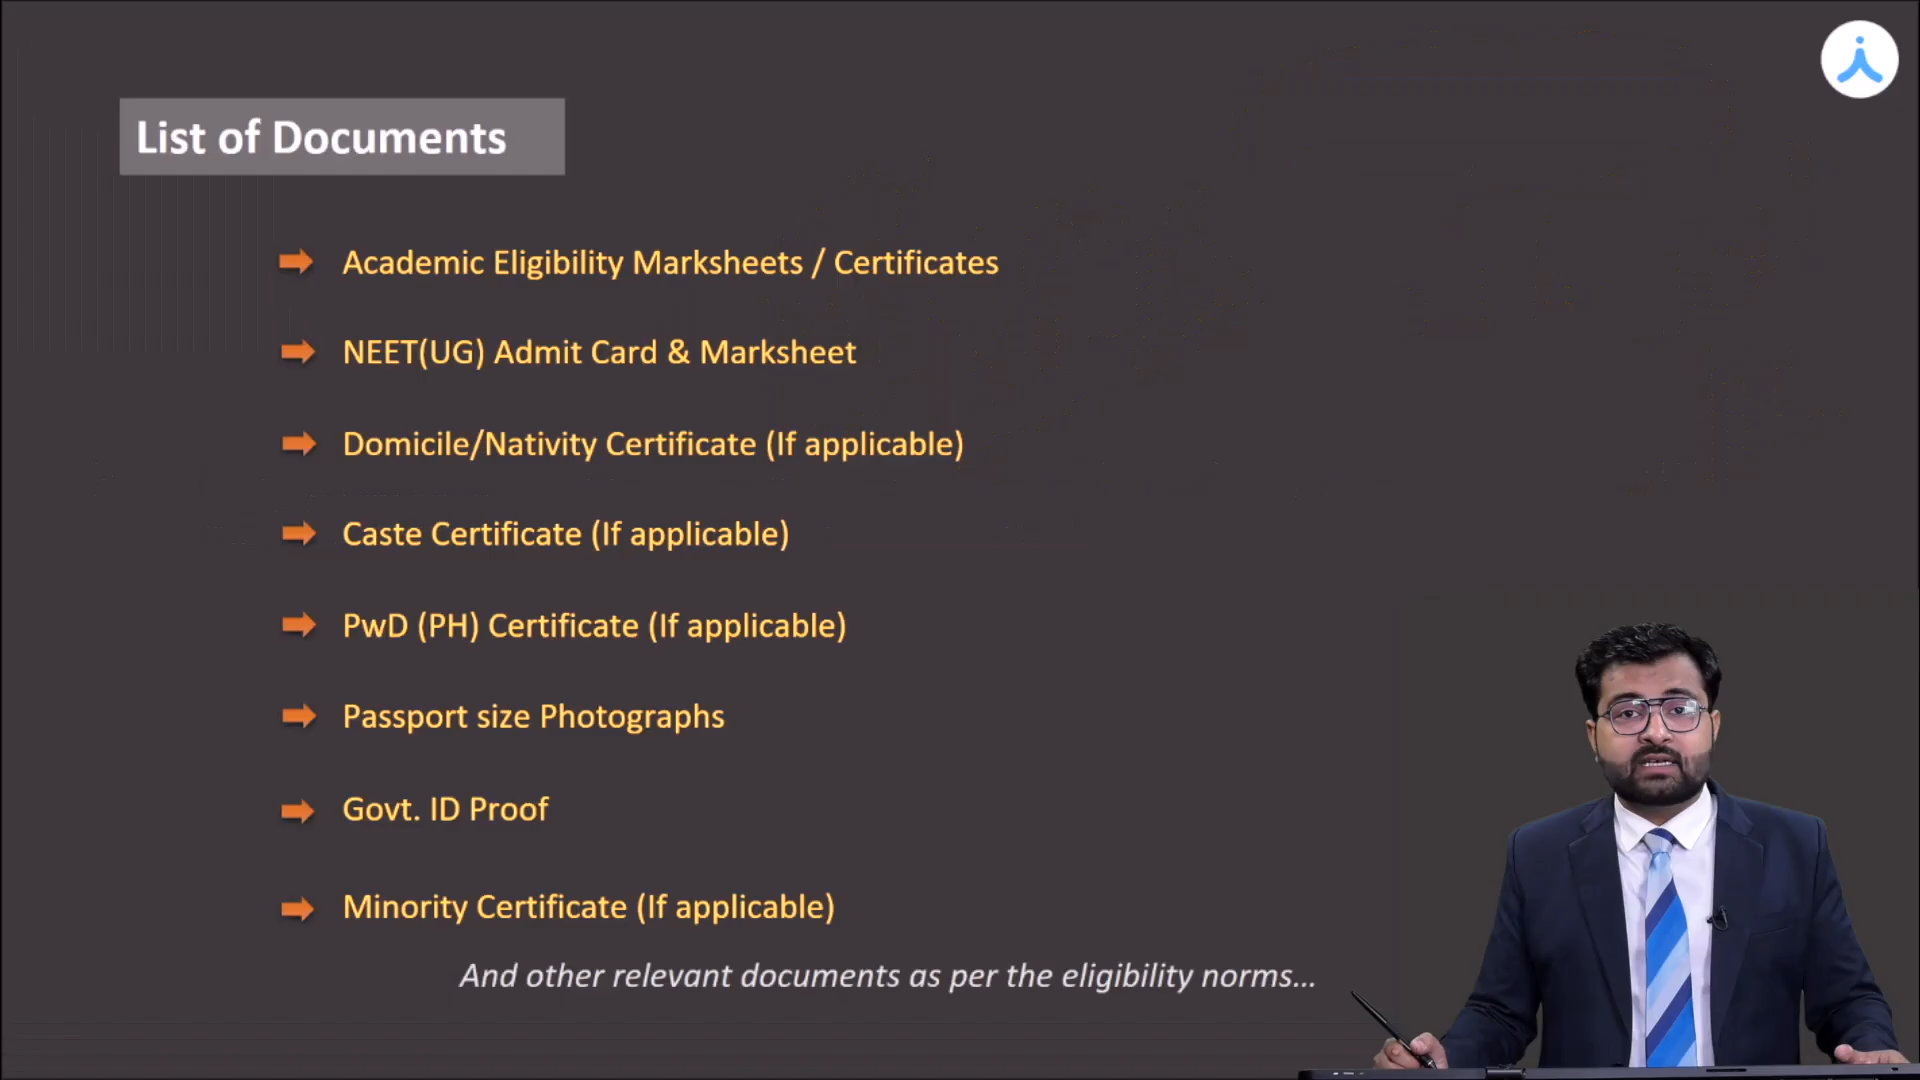 List of Documents
Academic Eligibility Marksheets / Certificates
NEET(UG) Admit Card & Marksheet
Domicile/Nativity Certificate (If applicable)
Caste Certificate (If applicable)
PwD (PH) Certificate (If applicable)
Passport size Photographs
Govt. ID Proof
Minority Certificate (If applicable)
And other relevant documents as per the eligibility norms...